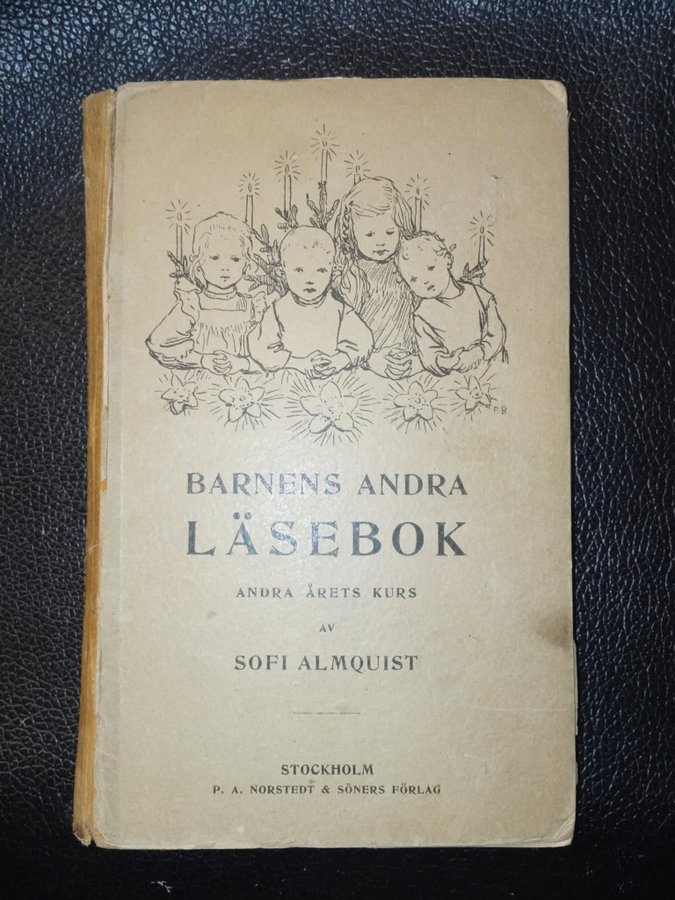 F.B
BARNENS ANDRA
LÄSEBOK
ANDRA ÅRETS KURS
AV
SOFI ALMQUIST
STOCKHOLM
P. A. NORSTEDT & SÖNERS FÖRLAG